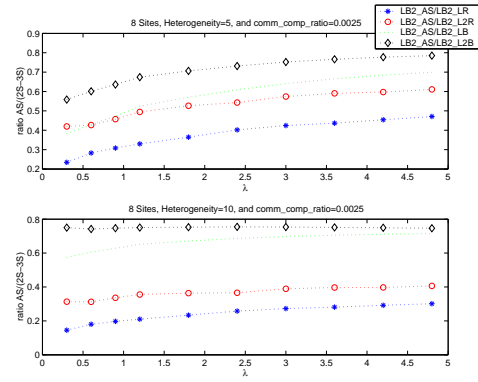 8 Sites, Heterogeneity=5, and comm_comp_ratio=0.0025
LB2_AS/LB2_LR
LB2_AS/LB2_L2R
LB2_AS/LB2_LB
LB2_AS/LB2_L2B
ratio AS/(2S−3S)
0.9
0.8
0.7
0.6
0.5
0.4
0.3
0.2
0 0.5 1 1.5 2 2.5 3 3.5 4 4.5 5
λ
8 Sites, Heterogeneity=10, and comm_comp_ratio=0.0025
ratio AS/(2S−3S)
0.8
0.6
0.4
0.2
0
0 0.5 1 1.5 2 2.5 3 3.5 4 4.5 5
λ